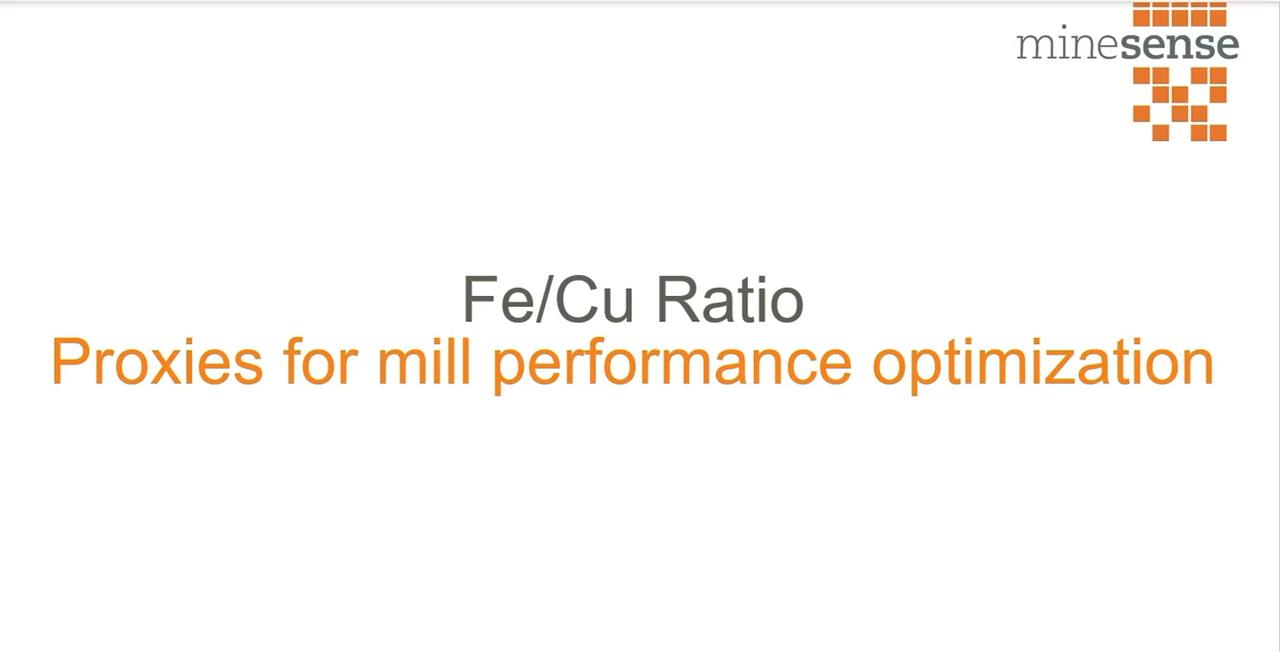 minesense
Fe/Cu Ratio
Proxies for mill performance optimization